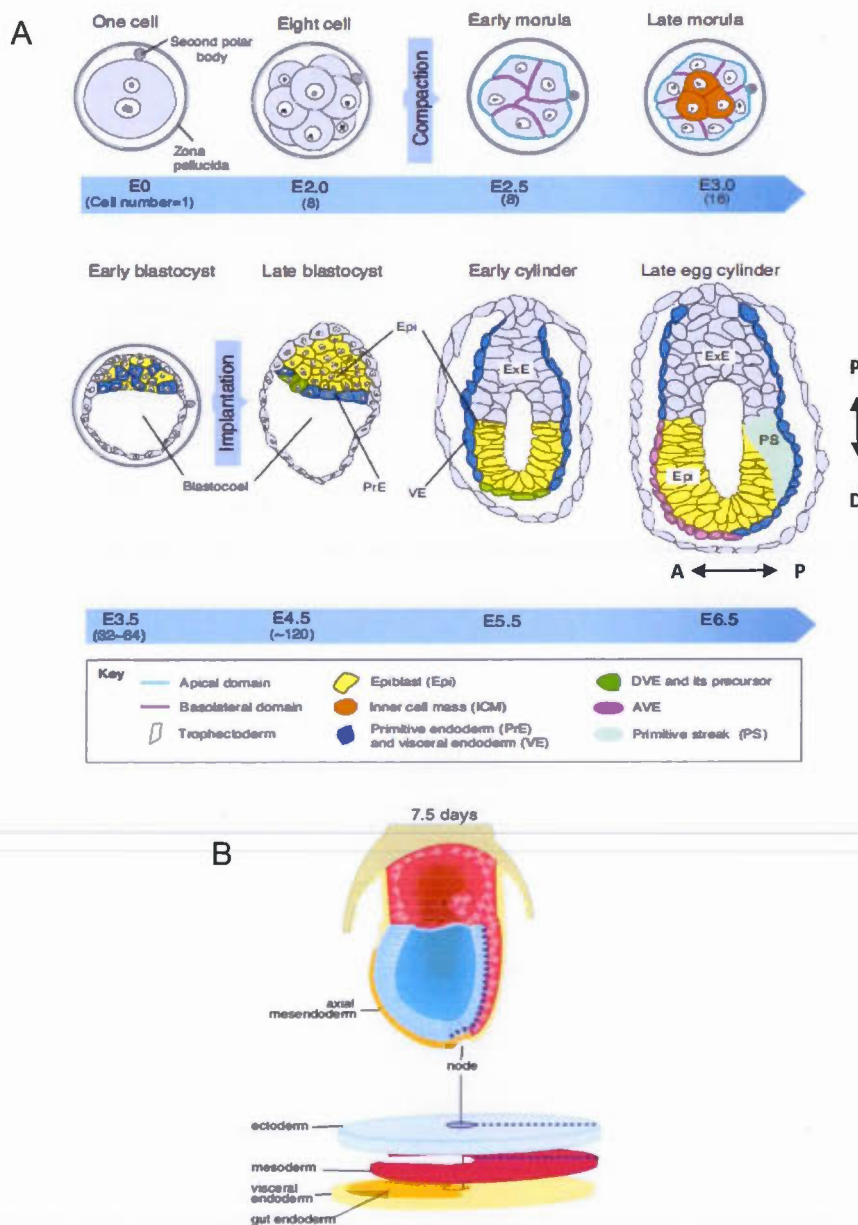 A
One cell
Eight cell
Early morula
Late morula
Second polar
body
Zona
pellucida
Compaction
E0
(Cell number=1)
E2.0
(8)
E2.5
(8)
E3.0
(16)
Early blastocyst
Late blastocyst
Early cylinder
Late egg cylinder
Implantation
Epi
Blastocoel
PrE
VE
ExE
ExE
PS
Epi
P
D
A
P
E3.5
(32~64)
E4.5
(~120)
E5.5
E6.5
Key
Apical domain
Basolateral domain
Trophectoderm
Epiblast (Epi)
Inner cell mass (ICM)
Primitive endoderm (PrE)
and visceral endoderm (VE)
DVE and its precursor
AVE
Primitive streak (PS)
7.5 days
B
axial
mesendoderm
node
ectoderm
mesoderm
visceral
endoderm
gut endoderm